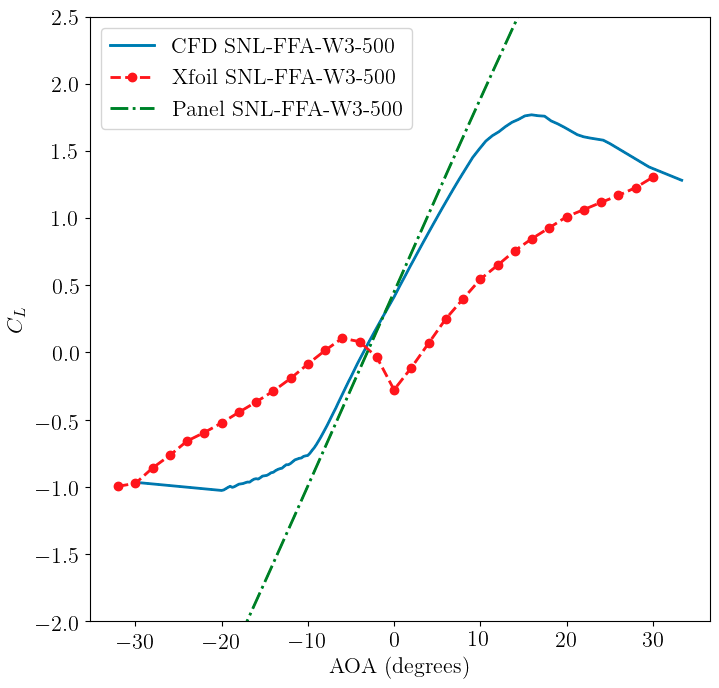 CFD SNL-FFA-W3-500
Xfoil SNL-FFA-W3-500
Panel SNL-FFA-W3-500
2.5
2.0
1.5
1.0
0.5
0.0
−0.5
−1.0
−1.5
−2.0
C_L
−30 −20 −10 0 10 20 30
AOA (degrees)